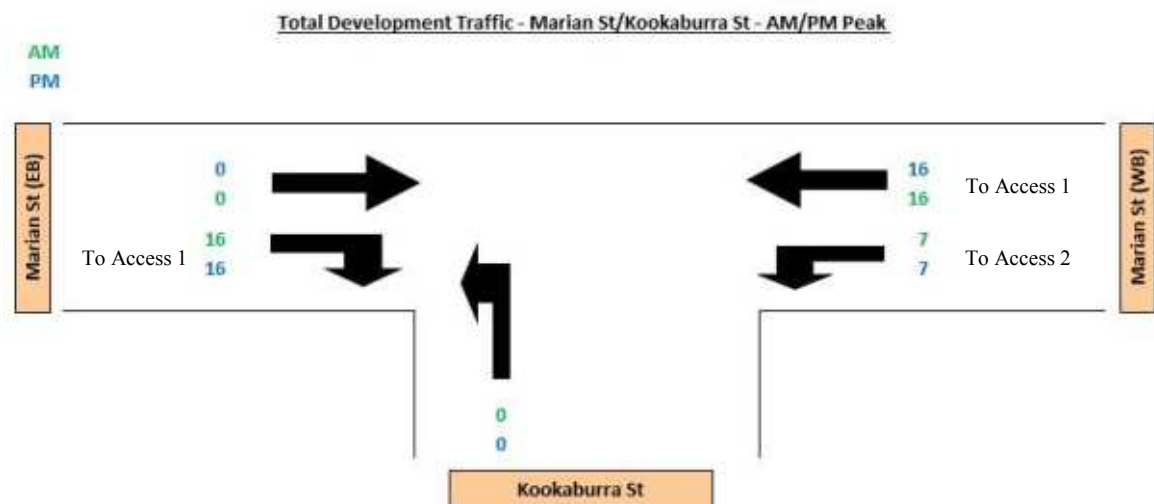 Total Development Traffic - Marian St/Kookaburra St - AM/PM Peak
AM
PM
Marian St (EB)
0
0
16
To Access 1
16
16
To Access 1
16
7
To Access 2
7
Marian St (WB)
0
0
Kookaburra St